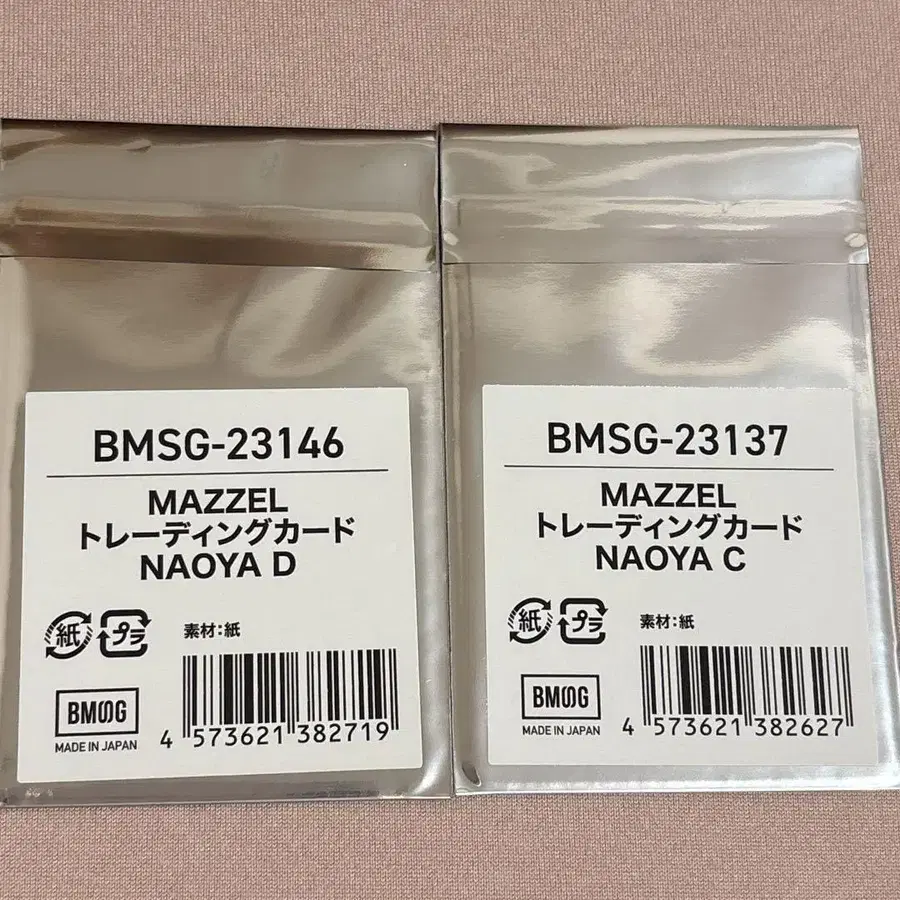 BMSG-23146
MAZZEL
トレーディングカード
NAOYA D
紙
プラ
素材:紙
BMSG
MADE IN JAPAN
4 573621 382719
BMSG-23137
MAZZEL
トレーディングカード
NAOYA C
紙
プラ
素材:紙
BMSG
MADE IN JAPAN
4 573621 382627